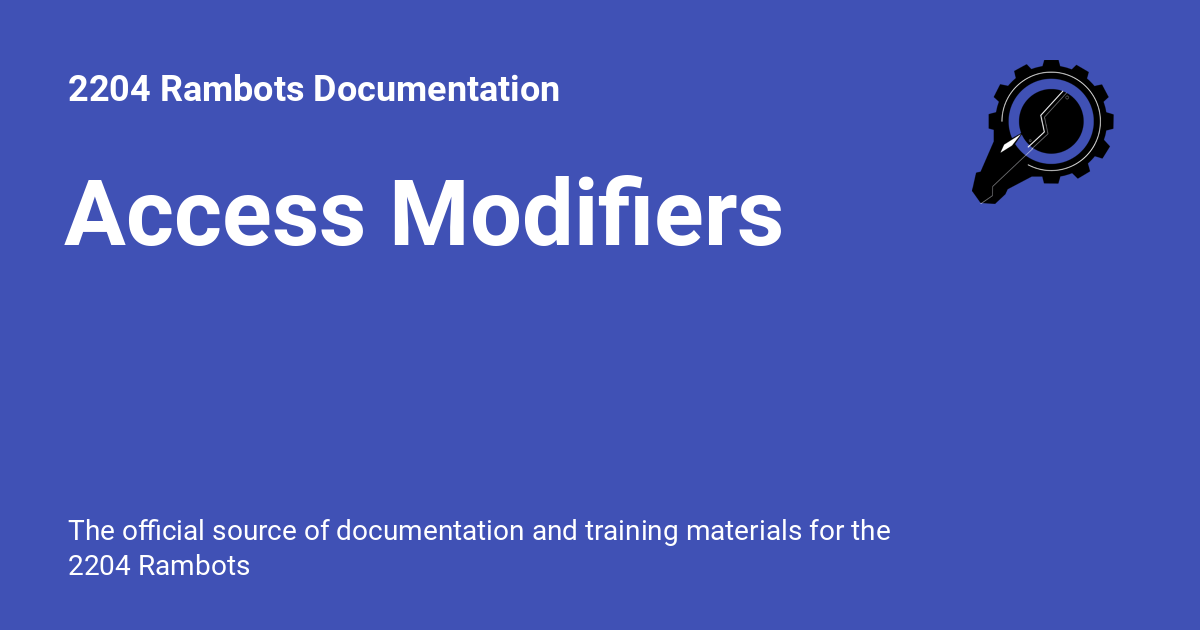 2204 Rambots Documentation
Access Modifiers
The official source of documentation and training materials for the
2204 Rambots